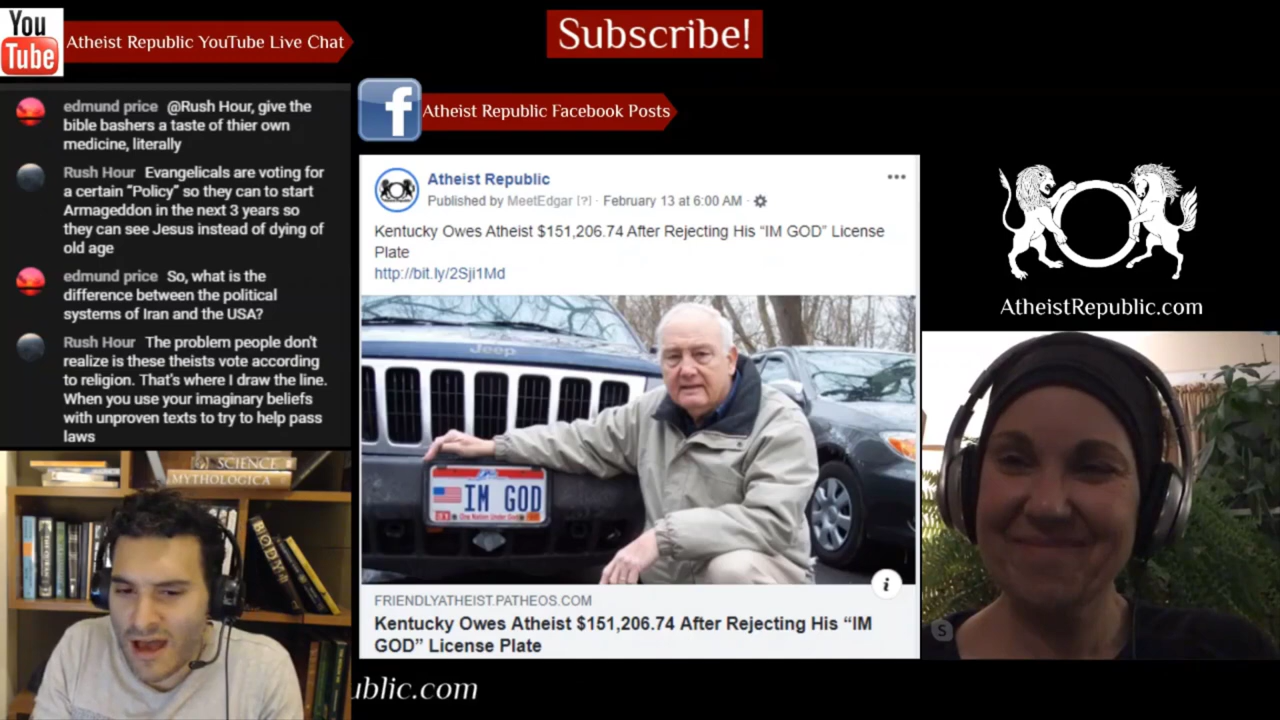 You
Tube
Atheist Republic YouTube Live Chat
Subscribe!
edmund price @Rush Hour, give the
bible bashers a taste of thier own
medicine, literally
Rush Hour Evangelicals are voting for
a certain “Policy” so they can to start
Armageddon in the next 3 years so
they can see Jesus instead of dying of
old age
edmund price So, what is the
difference between the political
systems of Iran and the USA?
Rush Hour The problem people don't
realize is these theists vote according
to religion. That's where I draw the line.
When you use your imaginary beliefs
with unproven texts to try to help pass
laws
f
Atheist Republic Facebook Posts
Atheist Republic
Published by MeetEdgar [?] · February 13 at 6:00 AM ·
Kentucky Owes Atheist $151,206.74 After Rejecting His “IM GOD” License
Plate
http://bit.ly/2Sji1Md
Jeep
IM GOD
One Nation Under God
i
FRIENDLYATHEIST.PATHEOS.COM
Kentucky Owes Atheist $151,206.74 After Rejecting His “IM
GOD” License Plate
AtheistRepublic.com
SCIENCE
MYTHOLOGICA
BODY
S
ublic.com